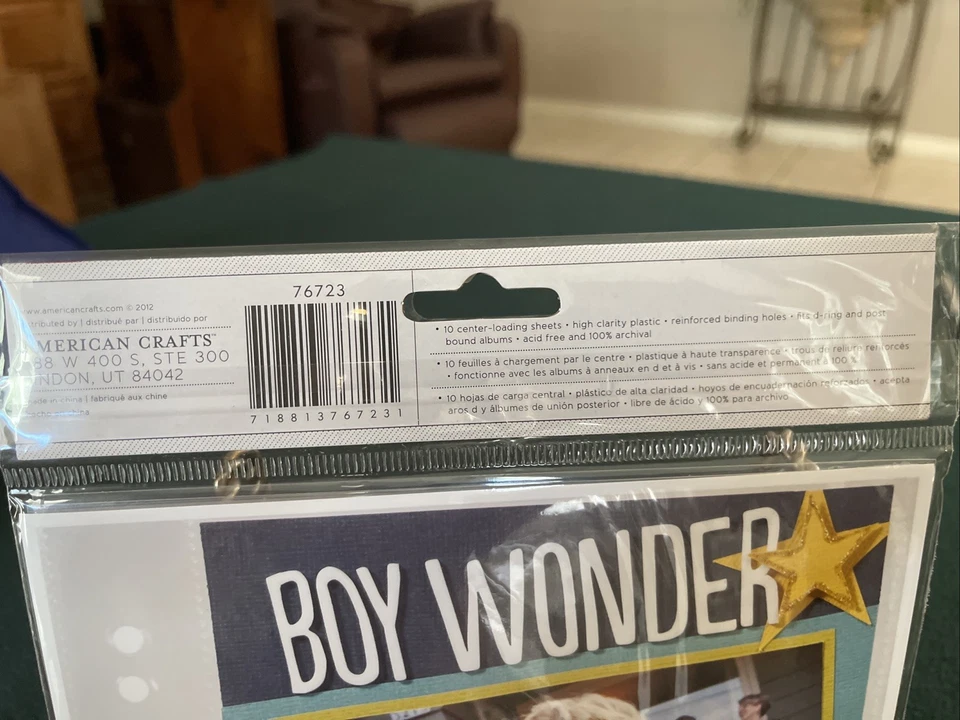 www.americancrafts.com © 2012
tributed by | distribué par | distribuido por
MERICAN CRAFTS™
88 W 400 S, STE 300
NDON, UT 84042
in china | fabriqué aux chine
china
76723
718813767231
• 10 center-loading sheets • high clarity plastic • reinforced binding holes • fits d-ring and post
bound albums • acid free and 100% archival
• 10 feuilles à chargement par le centre • plastique à haute transparence • trous de reliure renforcés
• fonctionne avec les albums à anneaux en d et à vis • sans acide et permanent à 100 %
• 10 hojas de carga central • plástico de alta claridad • hoyos de encuadernación reforzados • acepta
aros d y álbumes de unión posterior • libre de ácido y 100% para archivo
BOY WONDER